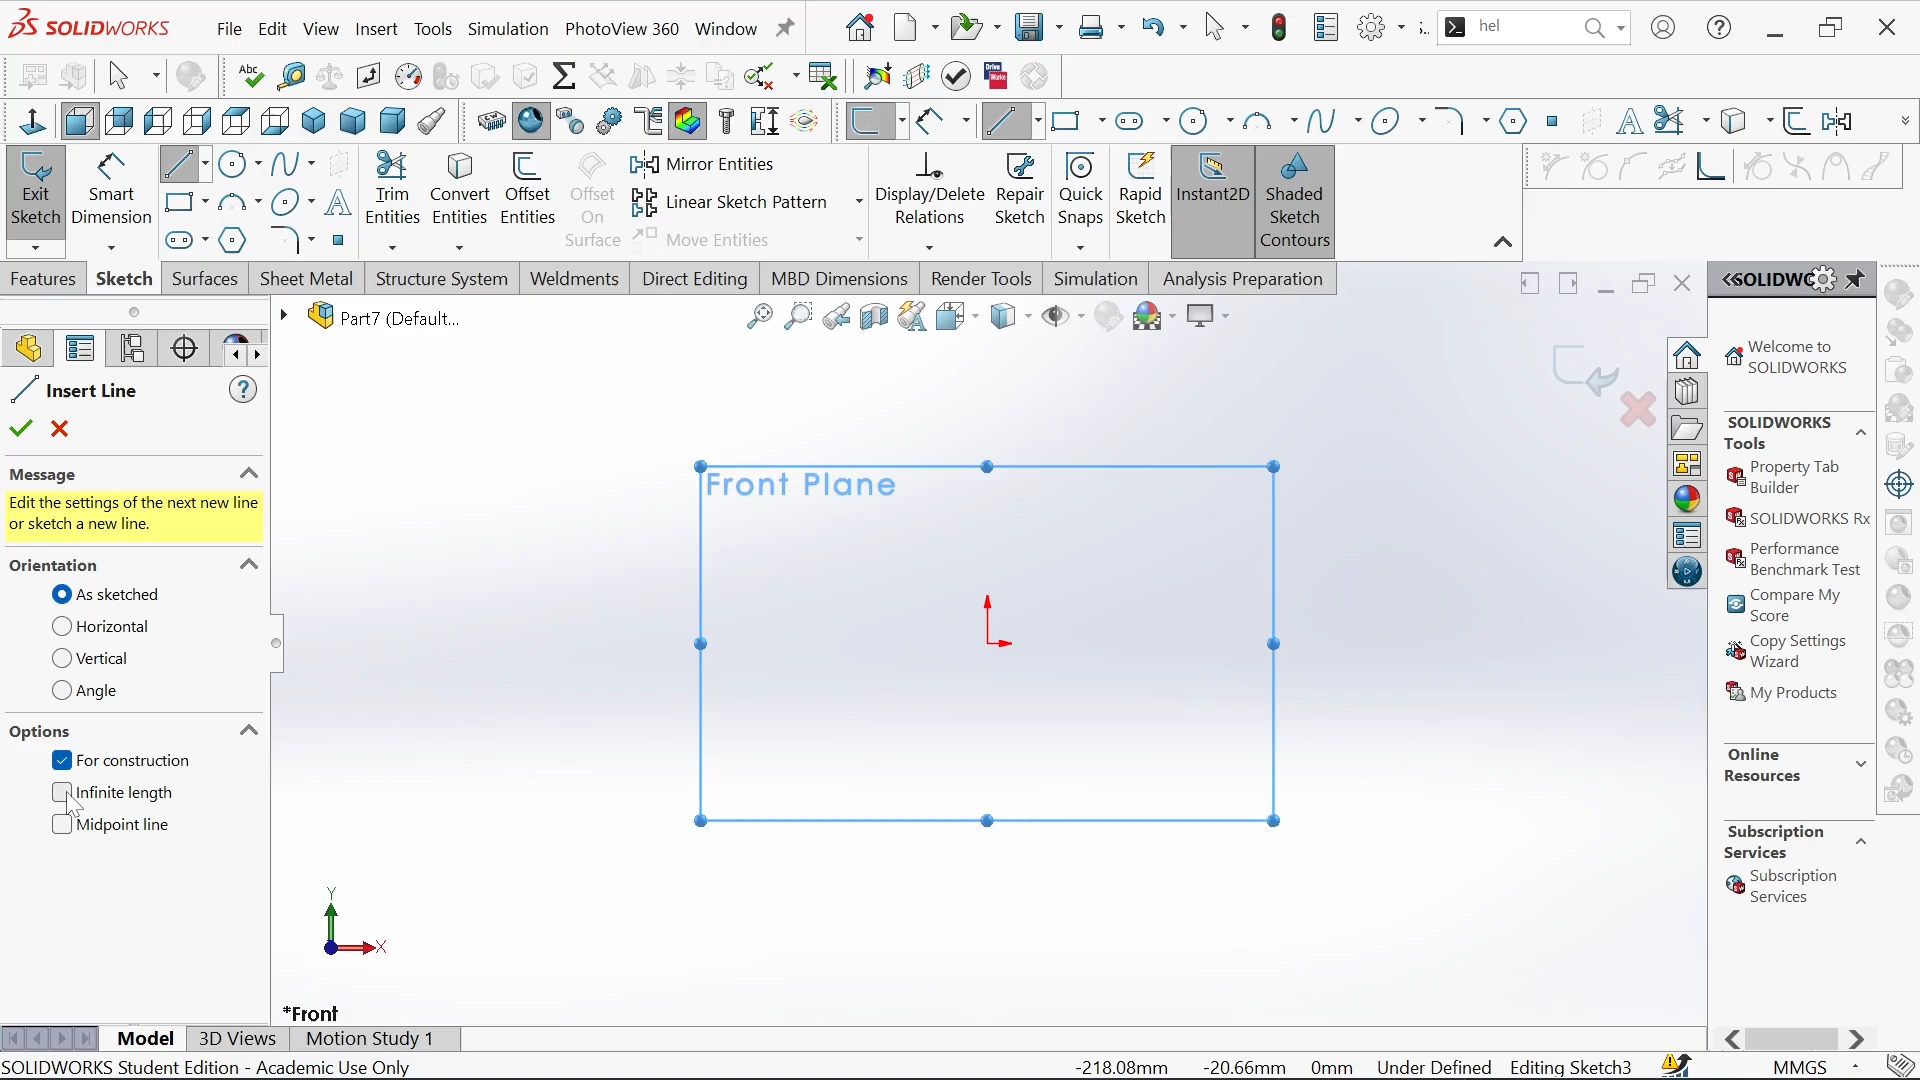 SOLIDWORKS File Edit View Insert Tools Simulation PhotoView 360 Window hel
Exit Sketch
Smart Dimension
Trim Entities
Convert Entities
Offset Entities
Offset On Surface
Mirror Entities
Linear Sketch Pattern
Move Entities
Display/Delete Relations
Repair Sketch
Quick Snaps
Rapid Sketch
Instant2D
Shaded Sketch Contours
Features Sketch Surfaces Sheet Metal Structure System Weldments Direct Editing MBD Dimensions Render Tools Simulation Analysis Preparation
Part7 (Default...
Insert Line
Message
Edit the settings of the next new line
or sketch a new line.
Orientation
As sketched
Horizontal
Vertical
Angle
Options
For construction
Infinite length
Midpoint line
Front Plane
Y
X
*Front
SOLIDWO
Welcome to
SOLIDWORKS
SOLIDWORKS
Tools
Property Tab
Builder
SOLIDWORKS Rx
Performance
Benchmark Test
Compare My
Score
Copy Settings
Wizard
My Products
Online
Resources
Subscription
Services
Subscription
Services
Model 3D Views Motion Study 1
SOLIDWORKS Student Edition - Academic Use Only -218.08mm -20.66mm 0mm Under Defined Editing Sketch3 MMGS